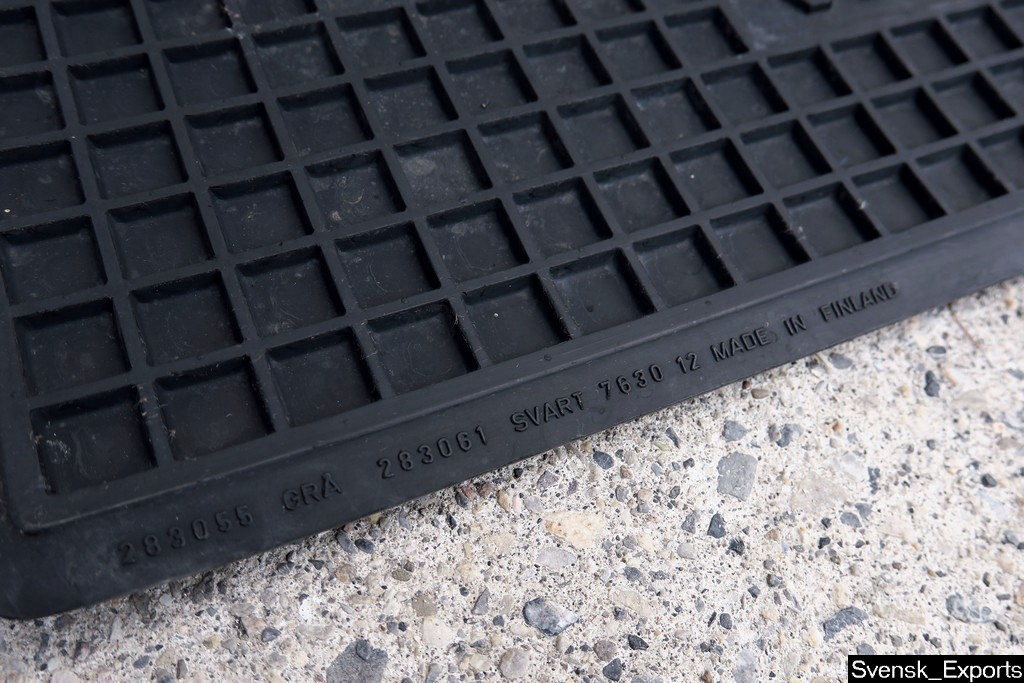 283055 GRÅ 283061 SVART 7630 12 MADE IN FINLAND
Svensk_Exports